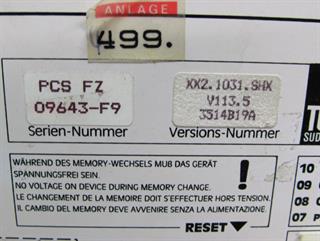 ANLAGE
499.
PCS FZ
09643-F9
Serien-Nummer
XX2.1031.SHX
V113.5
3314B19A
Versions-Nummer
WÄHREND DES MEMORY-WECHSELS MUß DAS GERÄT
SPANNUNGSFREI SEIN.
NO VOLTAGE ON DEVICE DURING MEMORY CHANGE.
LE CHANGEMENT DE LA MEMOIRE DOIT S'EFFECTUER HORS TENSION.
IL CAMBIO DEL MEMORY DEVE AVVENIRE SENZA LA ALIMENTAZIONE.
RESET
10
09
08
07 P